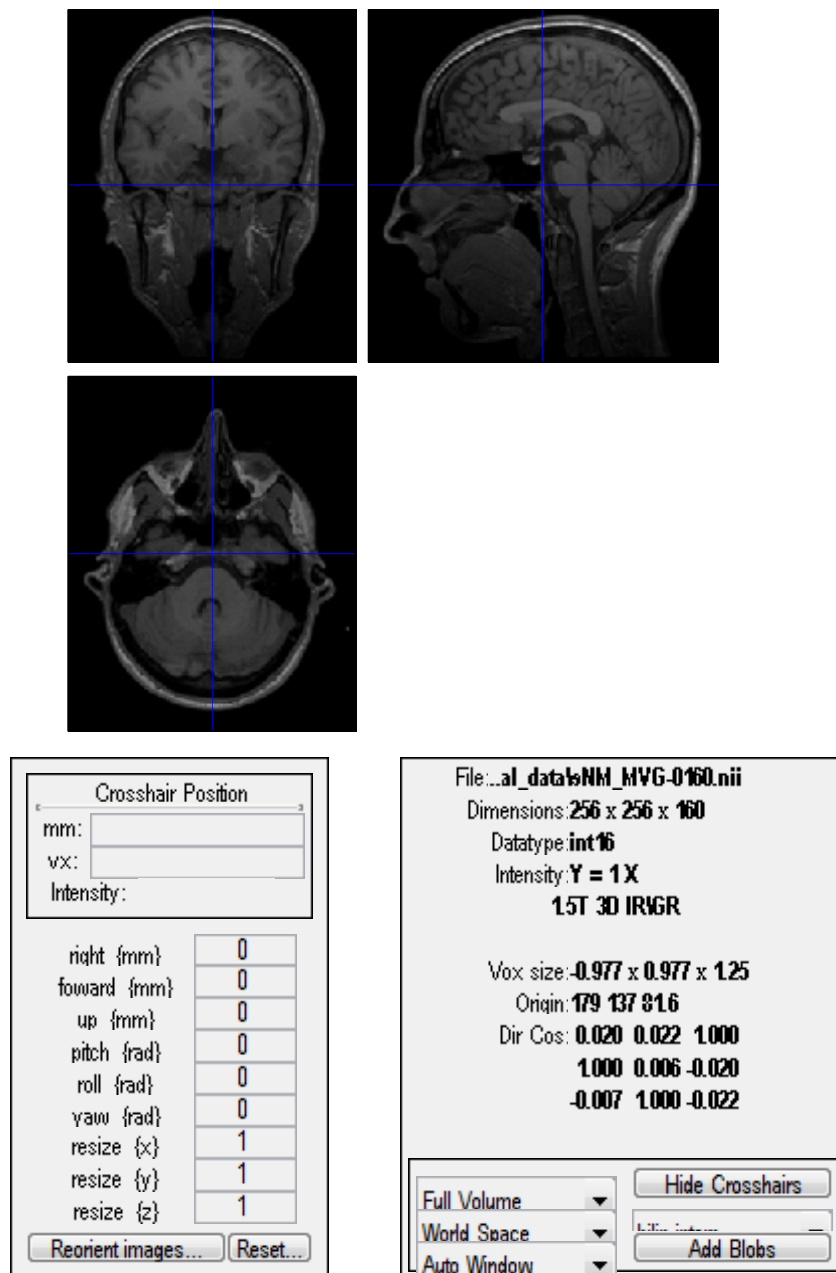 Crosshair Position
mm:
vx:
Intensity:
right {mm} 0
foward {mm} 0
up {mm} 0
pitch {rad} 0
roll {rad} 0
yaw {rad} 0
resize {x} 1
resize {y} 1
resize {z} 1
Reorient images... Reset...
File:..al_data\sNM_MVG-0160.nii
Dimensions:256 x 256 x 160
Datatype:int16
Intensity:Y = 1 X
1.5T 3D IR\GR
Vox size:-0.977 x 0.977 x 1.25
Origin:179 137 81.6
Dir Cos: 0.020 0.022 1.000
1.000 0.006 -0.020
-0.007 1.000 -0.022
Full Volume
World Space
Auto Window
Hide Crosshairs
Add Blobs